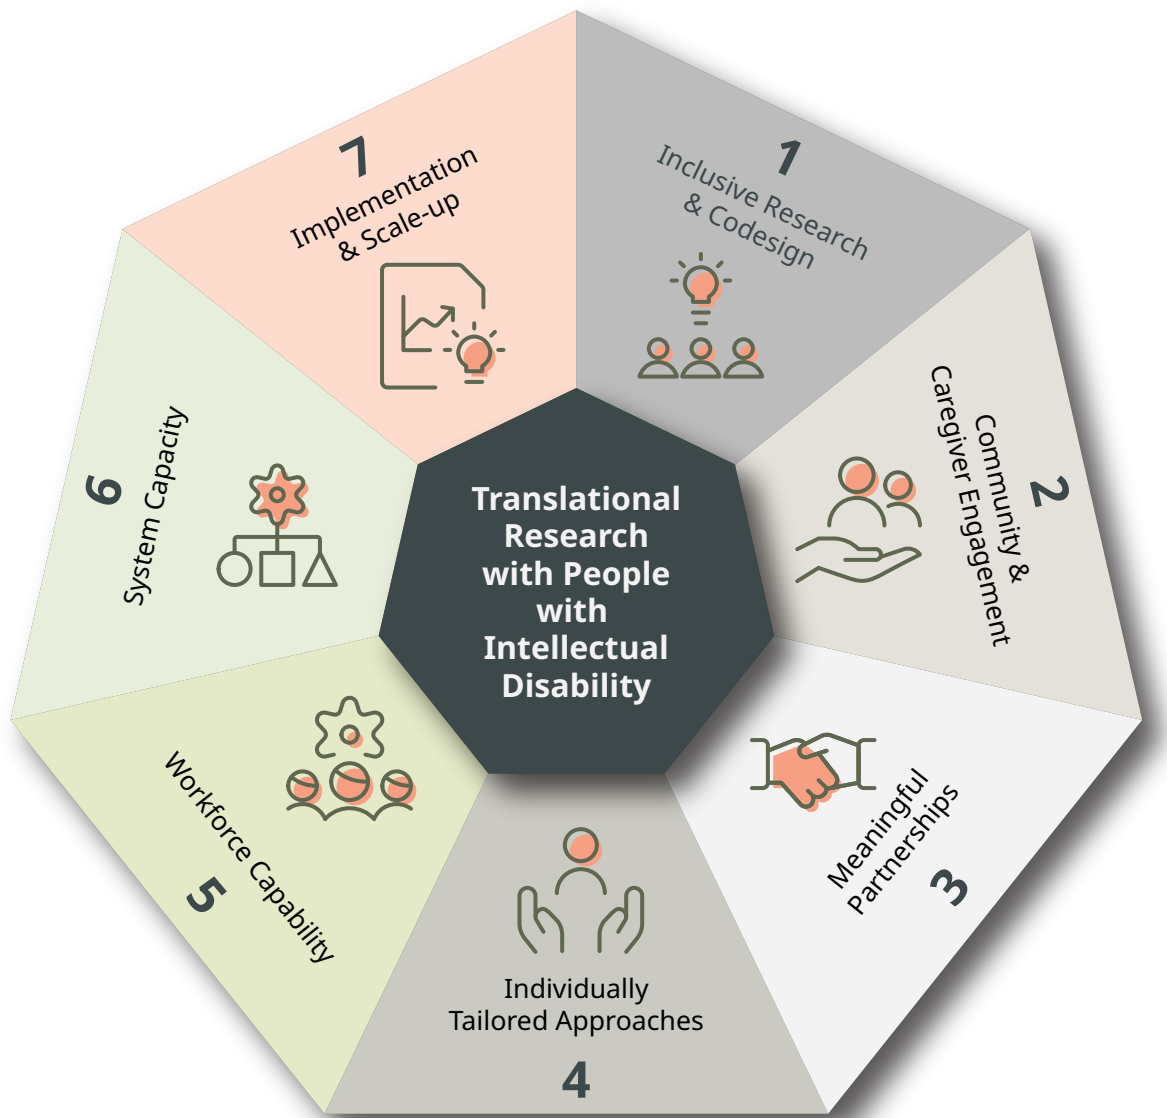 Translational
Research
with People
with
Intellectual
Disability
1
Inclusive Research
& Codesign
2
Community &
Caregiver Engagement
3
Meaningful
Partnerships
4
Individually
Tailored Approaches
5
Workforce Capability
6
System Capacity
7
Implementation
& Scale-up